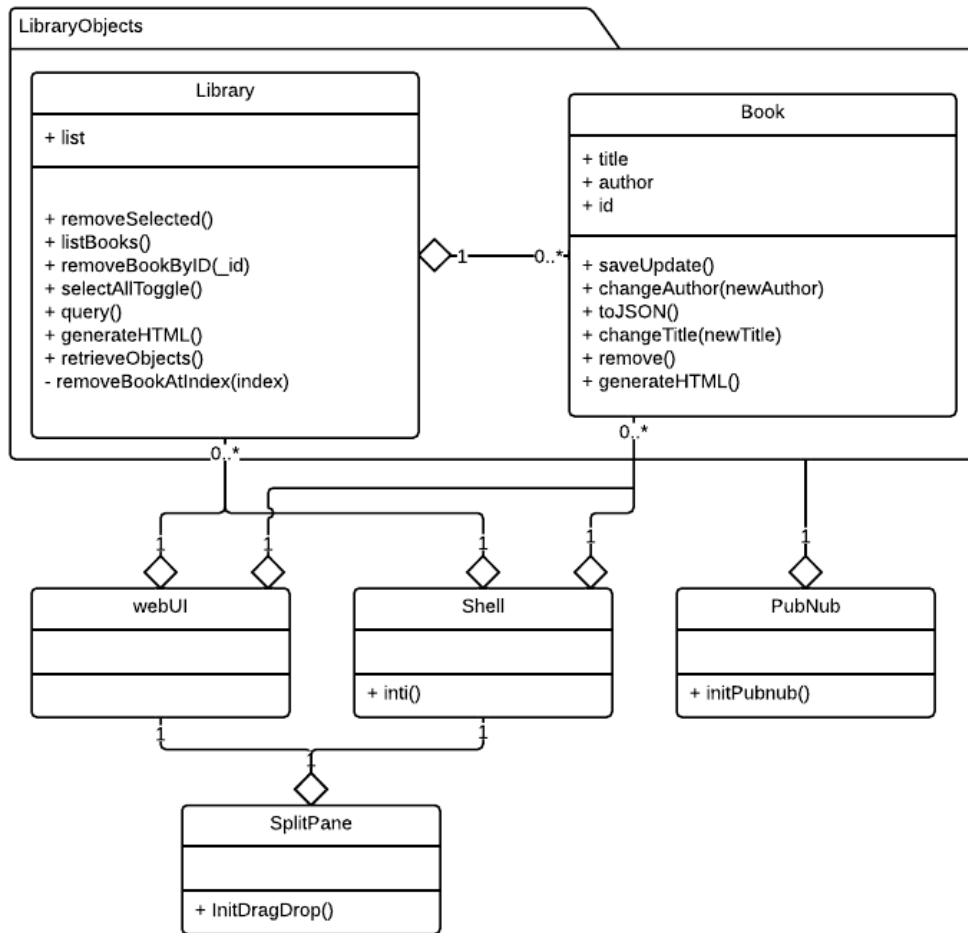 LibraryObjects
Library
+ list
+ removeSelected()
+ listBooks()
+ removeBookByID(_id)
+ selectAllToggle()
+ query()
+ generateHTML()
+ retrieveObjects()
- removeBookAtIndex(index)
1
0..*
Book
+ title
+ author
+ id
+ saveUpdate()
+ changeAuthor(newAuthor)
+ toJSON()
+ changeTitle(newTitle)
+ remove()
+ generateHTML()
0..*
0..*
1
1
1
1
1
webUI
Shell
+ inti()
PubNub
+ initPubnub()
1
1
1
SplitPane
+ InitDragDrop()